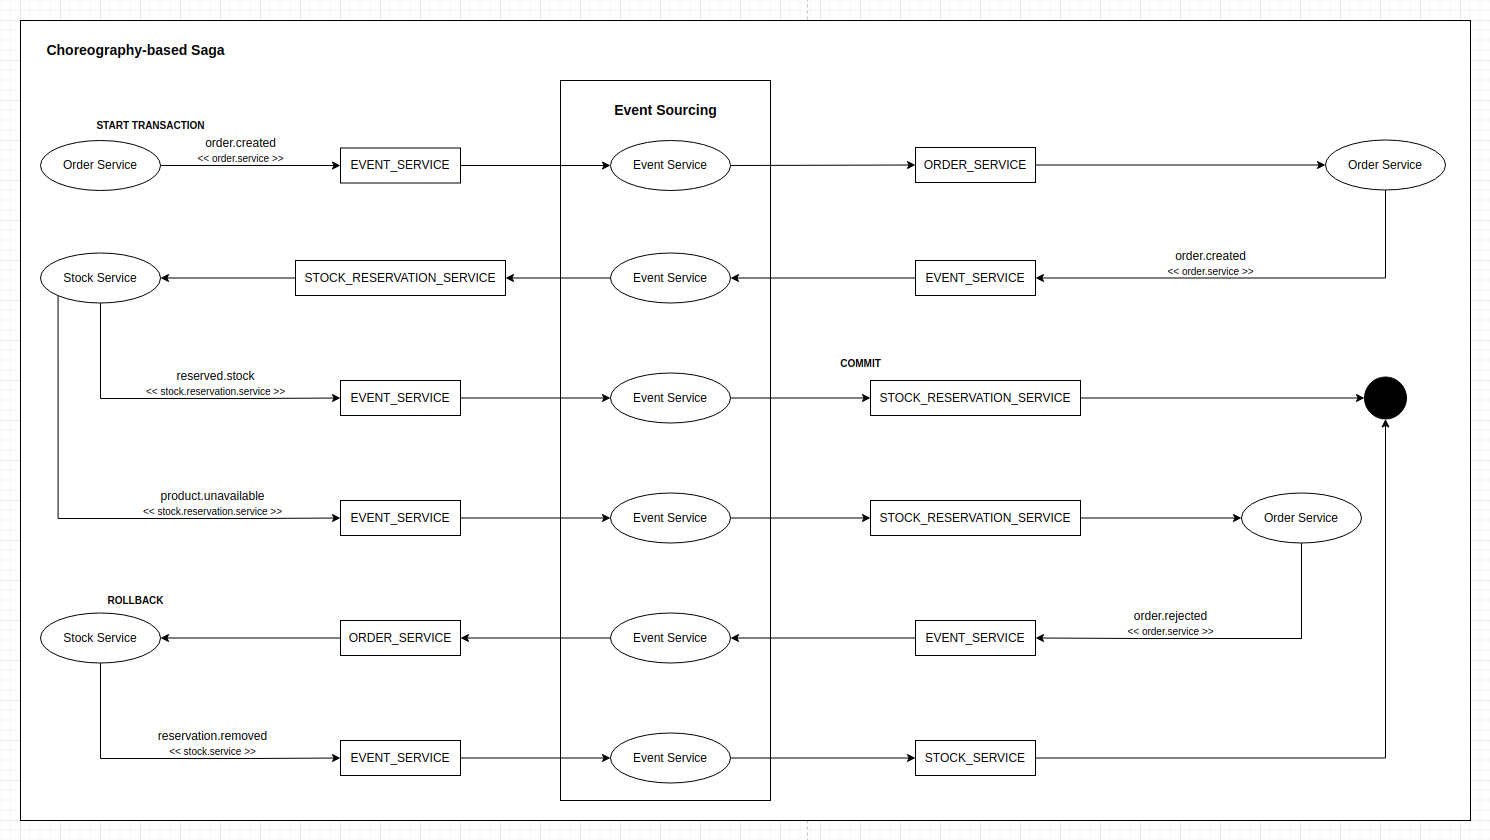 Choreography-based Saga
Event Sourcing
START TRANSACTION
order.created
<< order.service >>
Order Service
EVENT_SERVICE
Event Service
ORDER_SERVICE
Order Service
order.created
<< order.service >>
Stock Service
STOCK_RESERVATION_SERVICE
Event Service
EVENT_SERVICE
COMMIT
reserved.stock
<< stock.reservation.service >>
EVENT_SERVICE
Event Service
STOCK_RESERVATION_SERVICE
product.unavailable
<< stock.reservation.service >>
EVENT_SERVICE
Event Service
STOCK_RESERVATION_SERVICE
Order Service
ROLLBACK
order.rejected
<< order.service >>
Stock Service
ORDER_SERVICE
Event Service
EVENT_SERVICE
reservation.removed
<< stock.service >>
EVENT_SERVICE
Event Service
STOCK_SERVICE